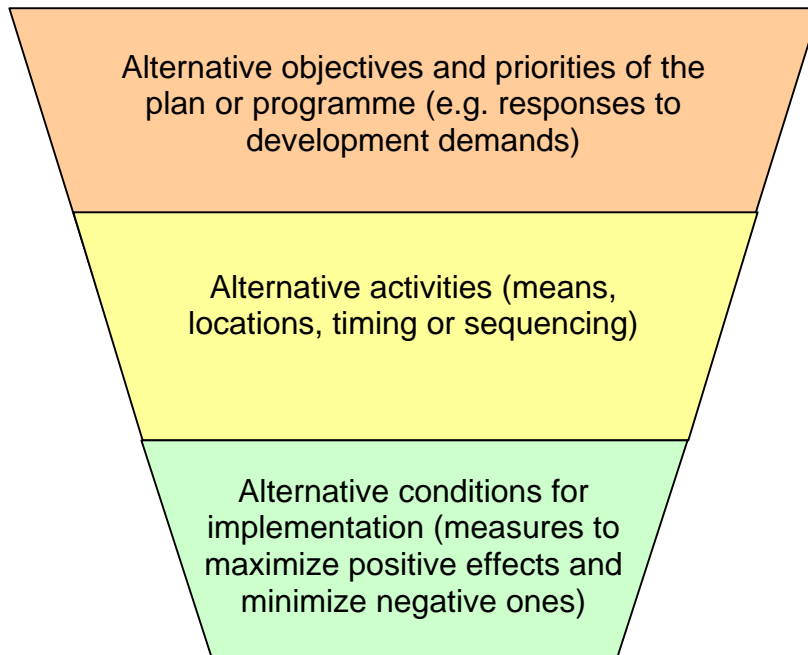 Alternative objectives and priorities of the
plan or programme (e.g. responses to
development demands)
Alternative activities (means,
locations, timing or sequencing)
Alternative conditions for
implementation (measures to
maximize positive effects and
minimize negative ones)